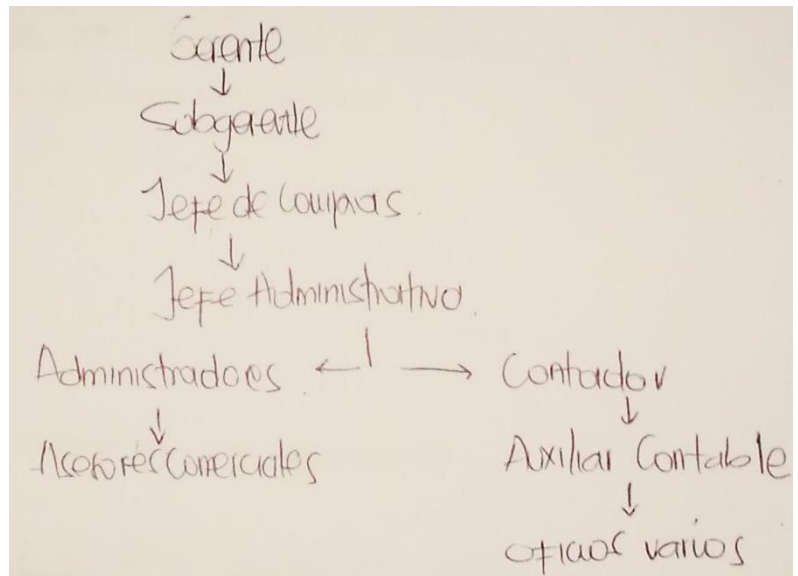 Gerente
Subgerente
Jefe de Compras.
Jefe Administrativo.
Administradores
Contador
Asesores Comerciales
Auxiliar Contable
Oficios varios